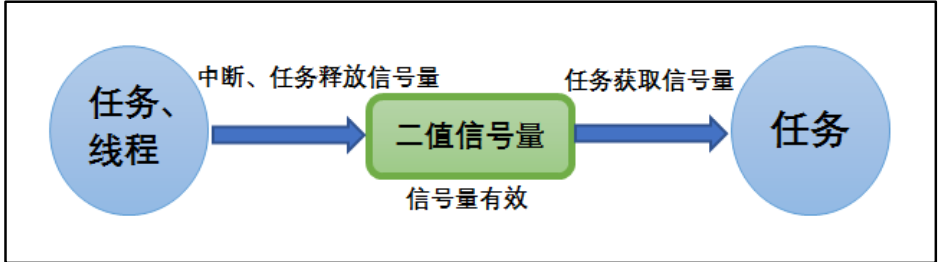 任务、
线程
中断、任务释放信号量
二值信号量
信号量有效
任务获取信号量
任务